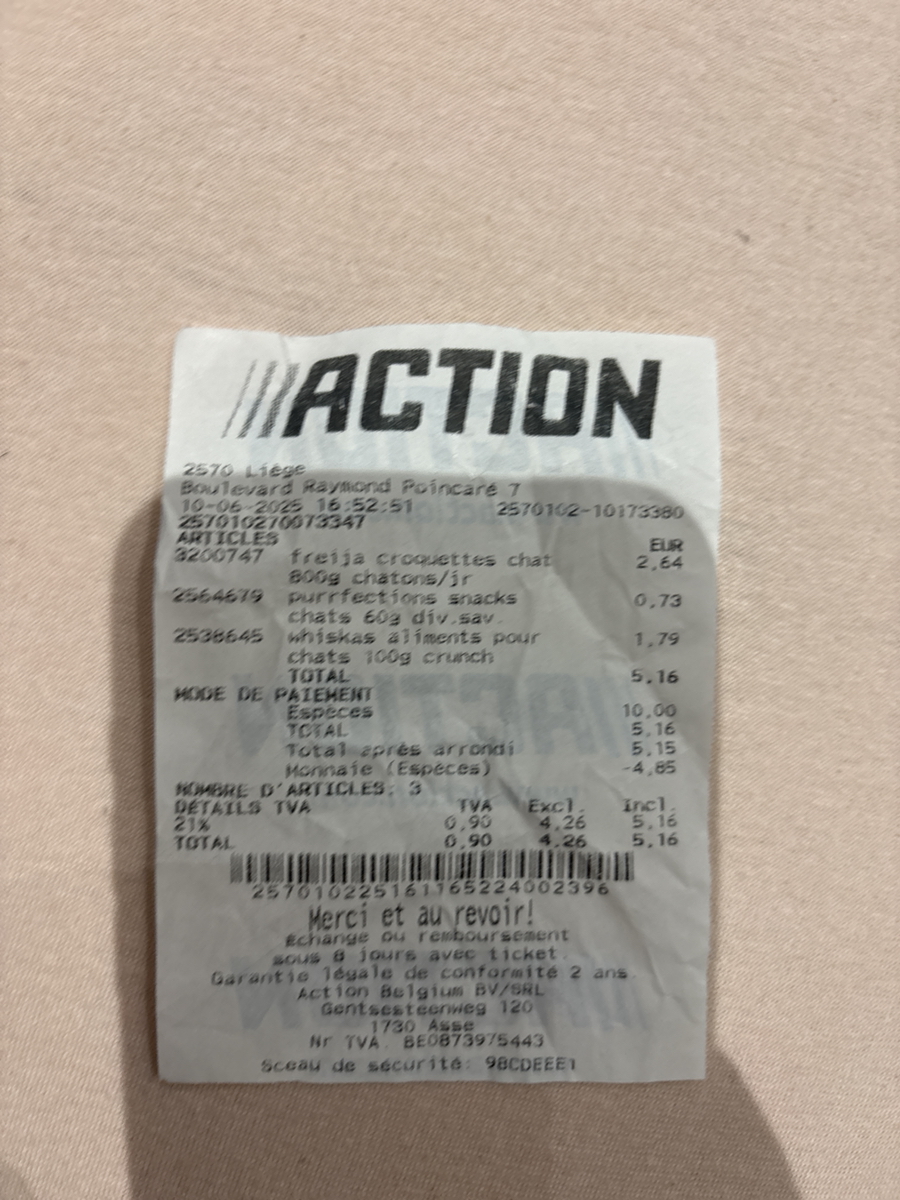 ACTION
2570 Liège
Boulevard Raymond Poincaré 7
10-06-2025 16:52:51 2570102-10173380
257010270073347
ARTICLES EUR
3200747 freija croquettes chat 2,64
800g chatons/jr
2564679 purrfections snacks 0,73
chats 60g div.sav.
2538645 whiskas aliments pour 1,79
chats 100g crunch
TOTAL 5.16
MODE DE PAIEMENT
Espèces 10,00
TOTAL 5,16
Total après arrondi 5,15
Monnaie (Espèces) -4,85
NOMBRE D'ARTICLES: 3
DÉTAILS TVA TVA Excl. Incl.
21% 0,90 4,26 5,16
TOTAL 0,90 4.26 5,16
257010225161165224002396
Merci et au revoir!
Échange ou remboursement
sous 8 jours avec ticket.
Garantie légale de conformité 2 ans.
Action Belgium BV/SRL
Gentsesteenweg 120
1730 Asse
Nr TVA. BE0873975443
Sceau de sécurité: 98CDEEE1